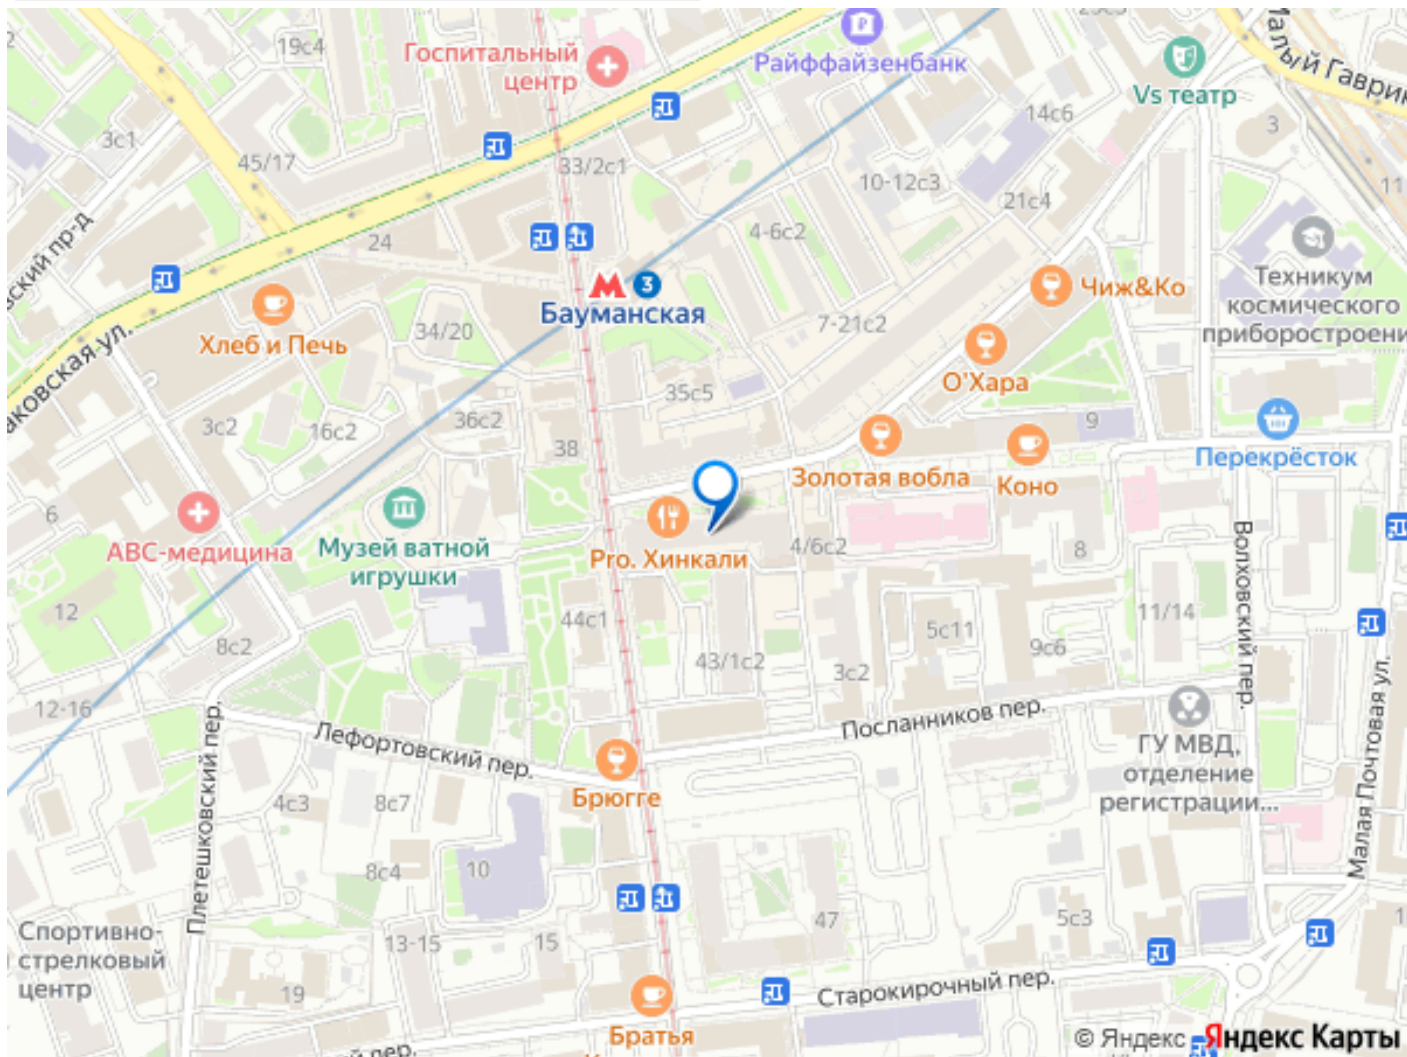 19с4
Госпитальный
центр
Райффайзенбанк
Малый Гаври
Vs театр
14с6
3
3с1
45/17
33/2с1
10-12с3
11
21с4
4-6с2
24
ский пр-д
3
Бауманская
Чиж&Ко
Техникум
космического
приборостроени
Хлеб и Печь
34/20
7-21с2
аковская ул.
О'Хара
35с5
3с2
16с2
36с2
38
9
Золотая вобла
Коно
Перекрёсток
6
АВС-медицина
Музей ватной
игрушки
Pro. Хинкали
4/6с2
8
Волховский пер.
12
44с1
5с11
11/14
8с2
43/1с2
3с2
9с6
12-16
Плетешковский пер.
Лефортовский пер.
Посланников пер.
ГУ МВД,
отделение
регистрации...
Малая Почтовая ул.
Брюгге
4с3
8с7
8с4
10
47
5с3
Спортивно-
стрелковый
центр
13-15
15
19
Старокирочный пер.
Братья
й пер.
© Яндекс
Яндекс Карты